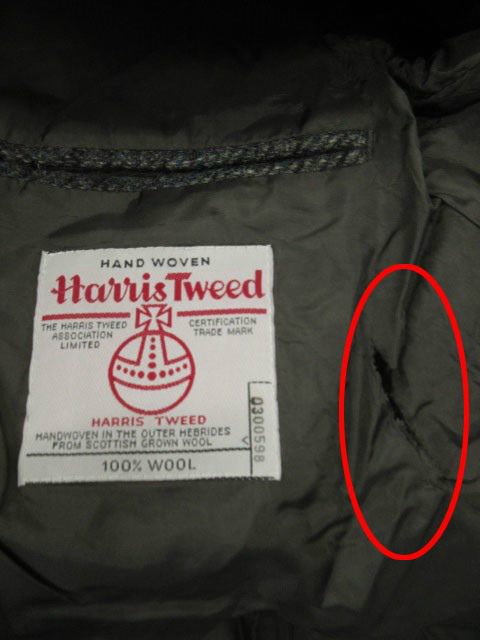 HAND WOVEN
Harris Tweed
THE HARRIS TWEED
ASSOCIATION
LIMITED
CERTIFICATION
TRADE MARK
HARRIS TWEED
HANDWOVEN IN THE OUTER HEBRIDES
FROM SCOTTISH GROWN WOOL
100% WOOL
0300598